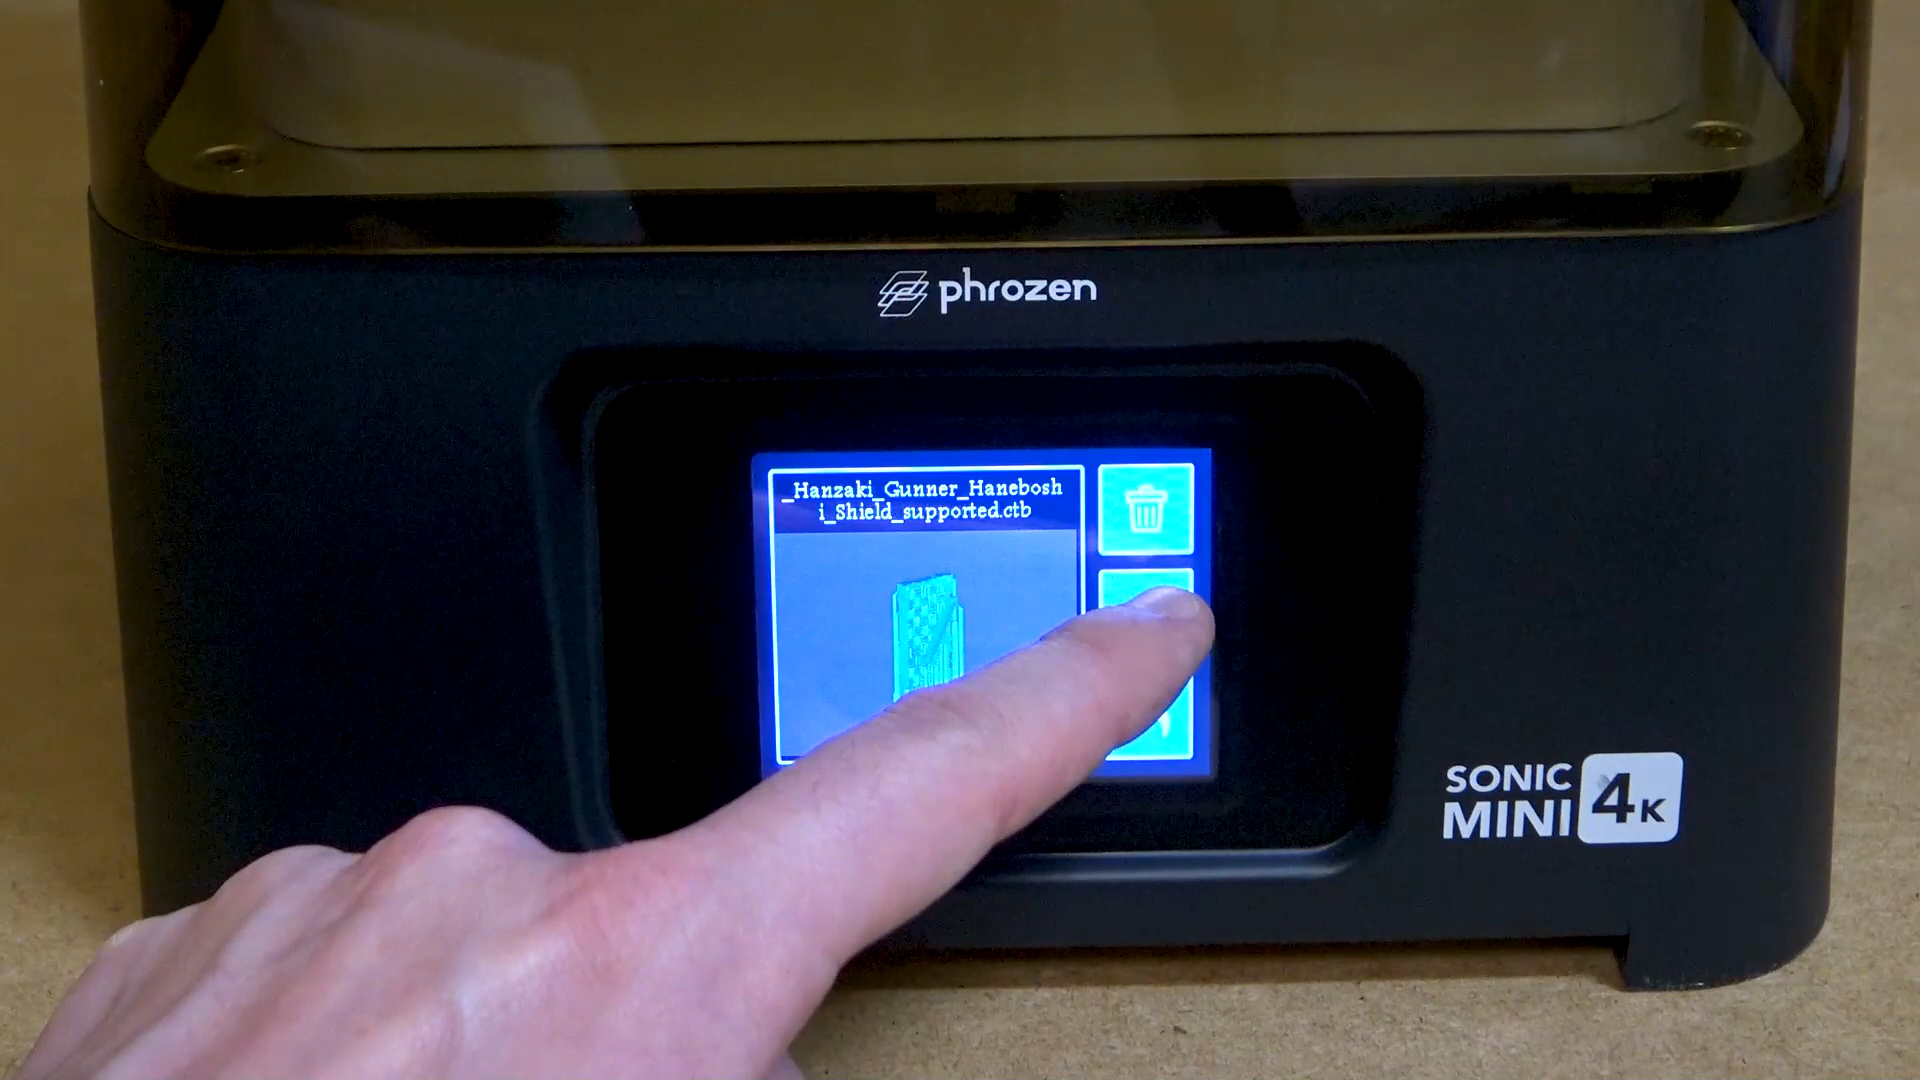 phrozen
_Hanzaki_Gunner_Hanebosh
i_Shield_supported.ctb
SONIC
MINI 4K